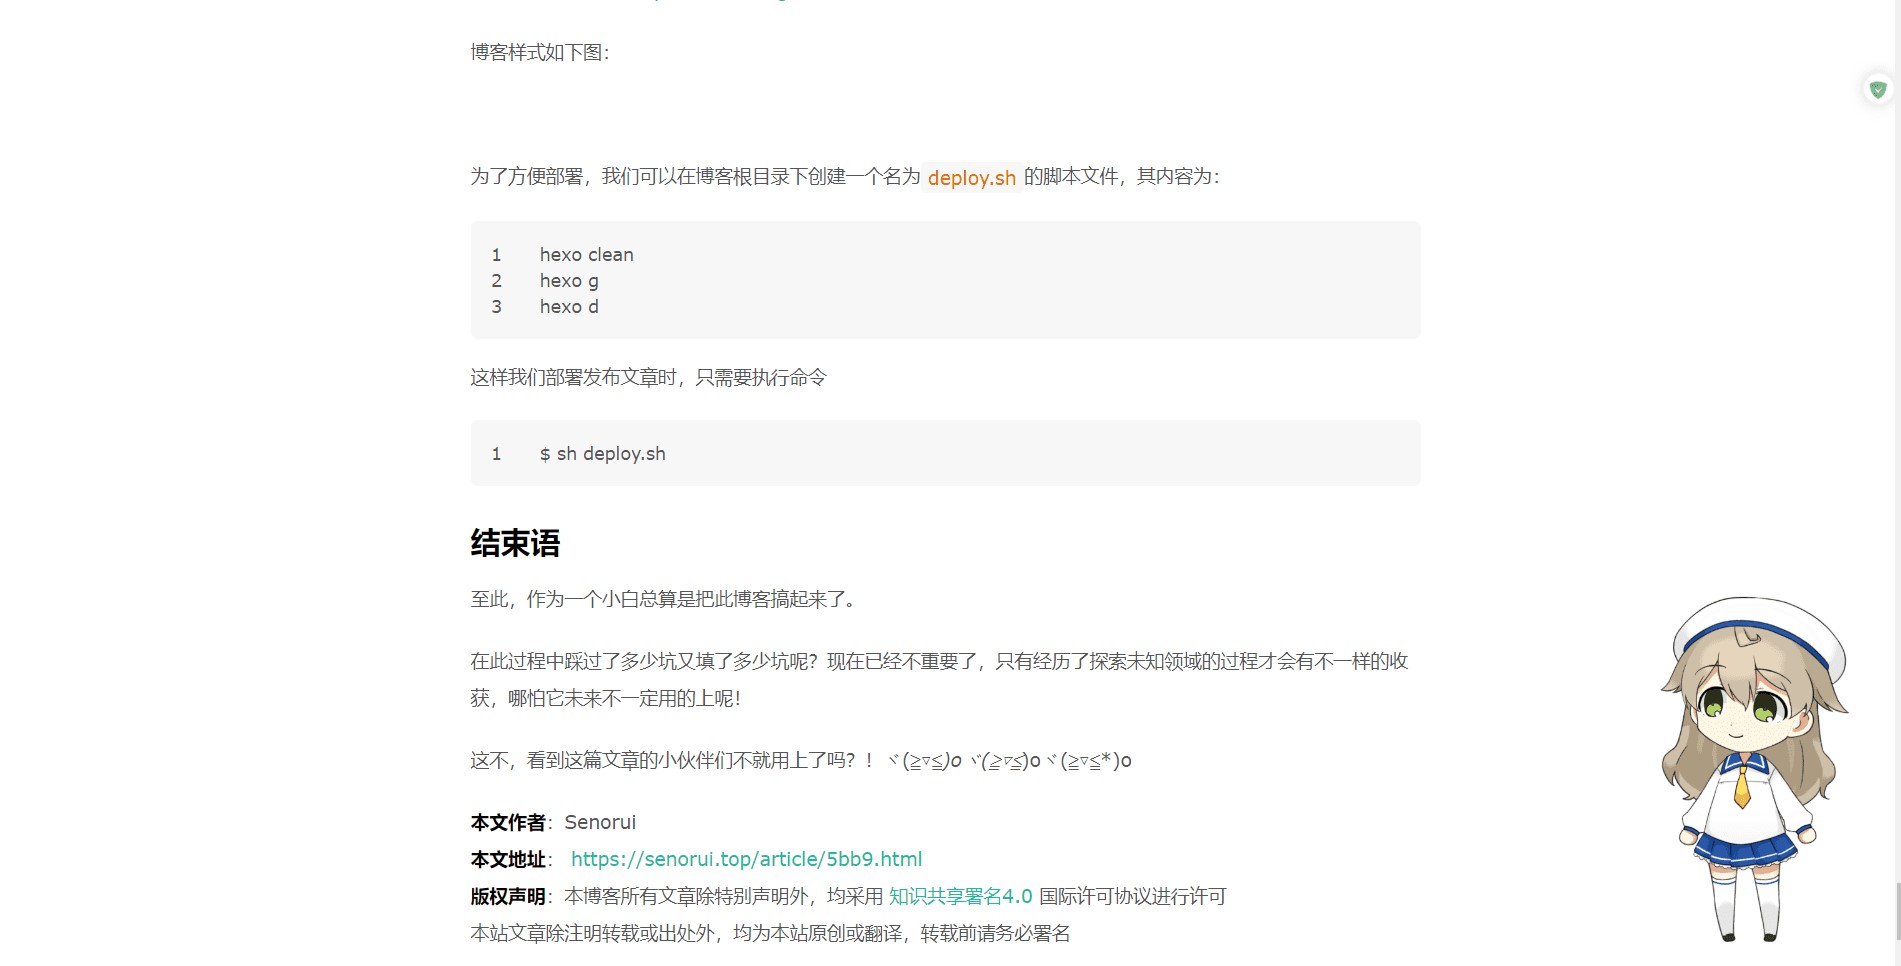 博客样式如下图：
为了方便部署，我们可以在博客根目录下创建一个名为 deploy.sh 的脚本文件，其内容为：
1 hexo clean
2 hexo g
3 hexo d
这样我们部署发布文章时，只需要执行命令
1 $ sh deploy.sh
结束语
至此，作为一个小白总算是把此博客搞起来了。
在此过程中踩过了多少坑又填了多少坑呢？现在已经不重要了，只有经历了探索未知领域的过程才会有不一样的收
获，哪怕它未来不一定用的上呢！
这不，看到这篇文章的小伙伴们不就用上了吗？！ヾ(≧▽≦)oヾ(≧▽≦)oヾ(≧▽≦*)o
本文作者：Senorui
本文地址： https://senorui.top/article/5bb9.html
版权声明：本博客所有文章除特别声明外，均采用 知识共享署名4.0 国际许可协议进行许可
本站文章除注明转载或出处外，均为本站原创或翻译，转载前请务必署名